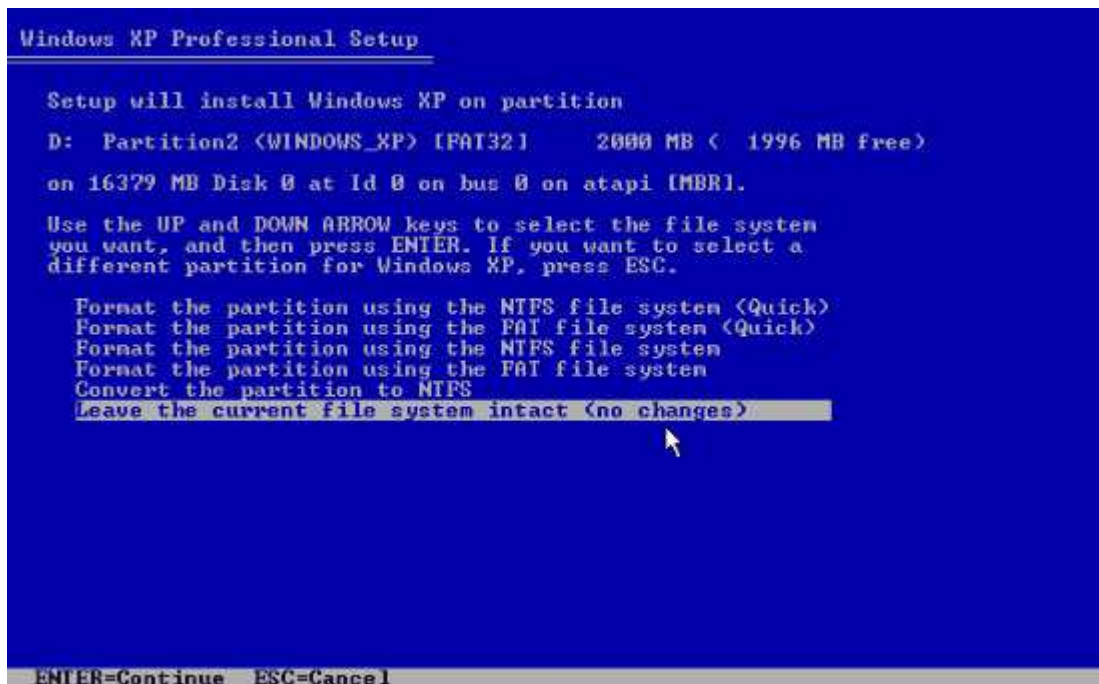 Windows XP Professional Setup
Setup will install Windows XP on partition
D: Partition2 (WINDOWS_XP) [FAT32] 2000 MB ( 1996 MB free)
on 16379 MB Disk 0 at Id 0 on bus 0 on atapi [MBR].
Use the UP and DOWN ARROW keys to select the file system
you want, and then press ENTER. If you want to select a
different partition for Windows XP, press ESC.
Format the partition using the NTFS file system (Quick)
Format the partition using the FAT file system (Quick)
Format the partition using the NTFS file system
Format the partition using the FAT file system
Convert the partition to NTFS
Leave the current file system intact (no changes)
ENTER=Continue ESC=Cancel